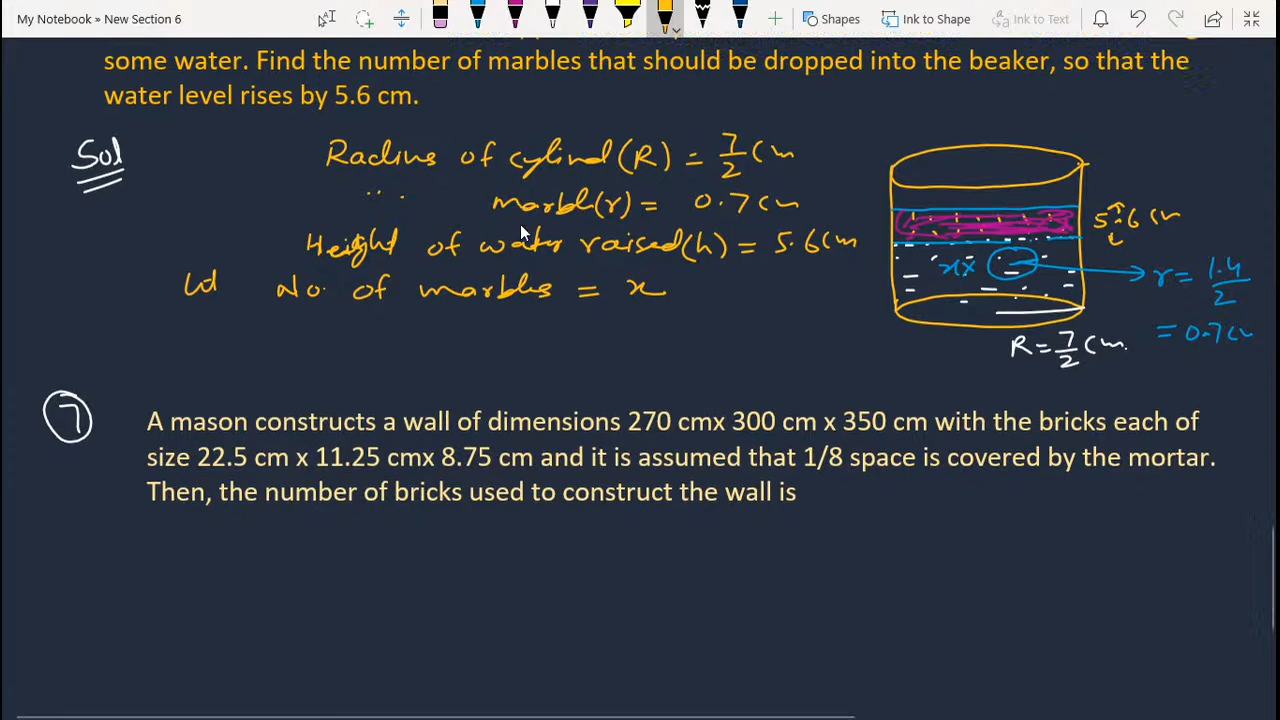 My Notebook » New Section 6
Shapes
Ink to Shape
Ink to Text
some water. Find the number of marbles that should be dropped into the beaker, so that the
water level rises by 5.6 cm.
Sol
Radius of cylind(R) = 7/2 cm
.. .. marbl(r) = 0.7 cm
Height of water raised(h) = 5.6 cm
Let No. of marbles = x
5.6 cm
x×
r = 1.4/2
= 0.7 cm
R = 7/2 cm.
7
A mason constructs a wall of dimensions 270 cmx 300 cm x 350 cm with the bricks each of
size 22.5 cm x 11.25 cmx 8.75 cm and it is assumed that 1/8 space is covered by the mortar.
Then, the number of bricks used to construct the wall is